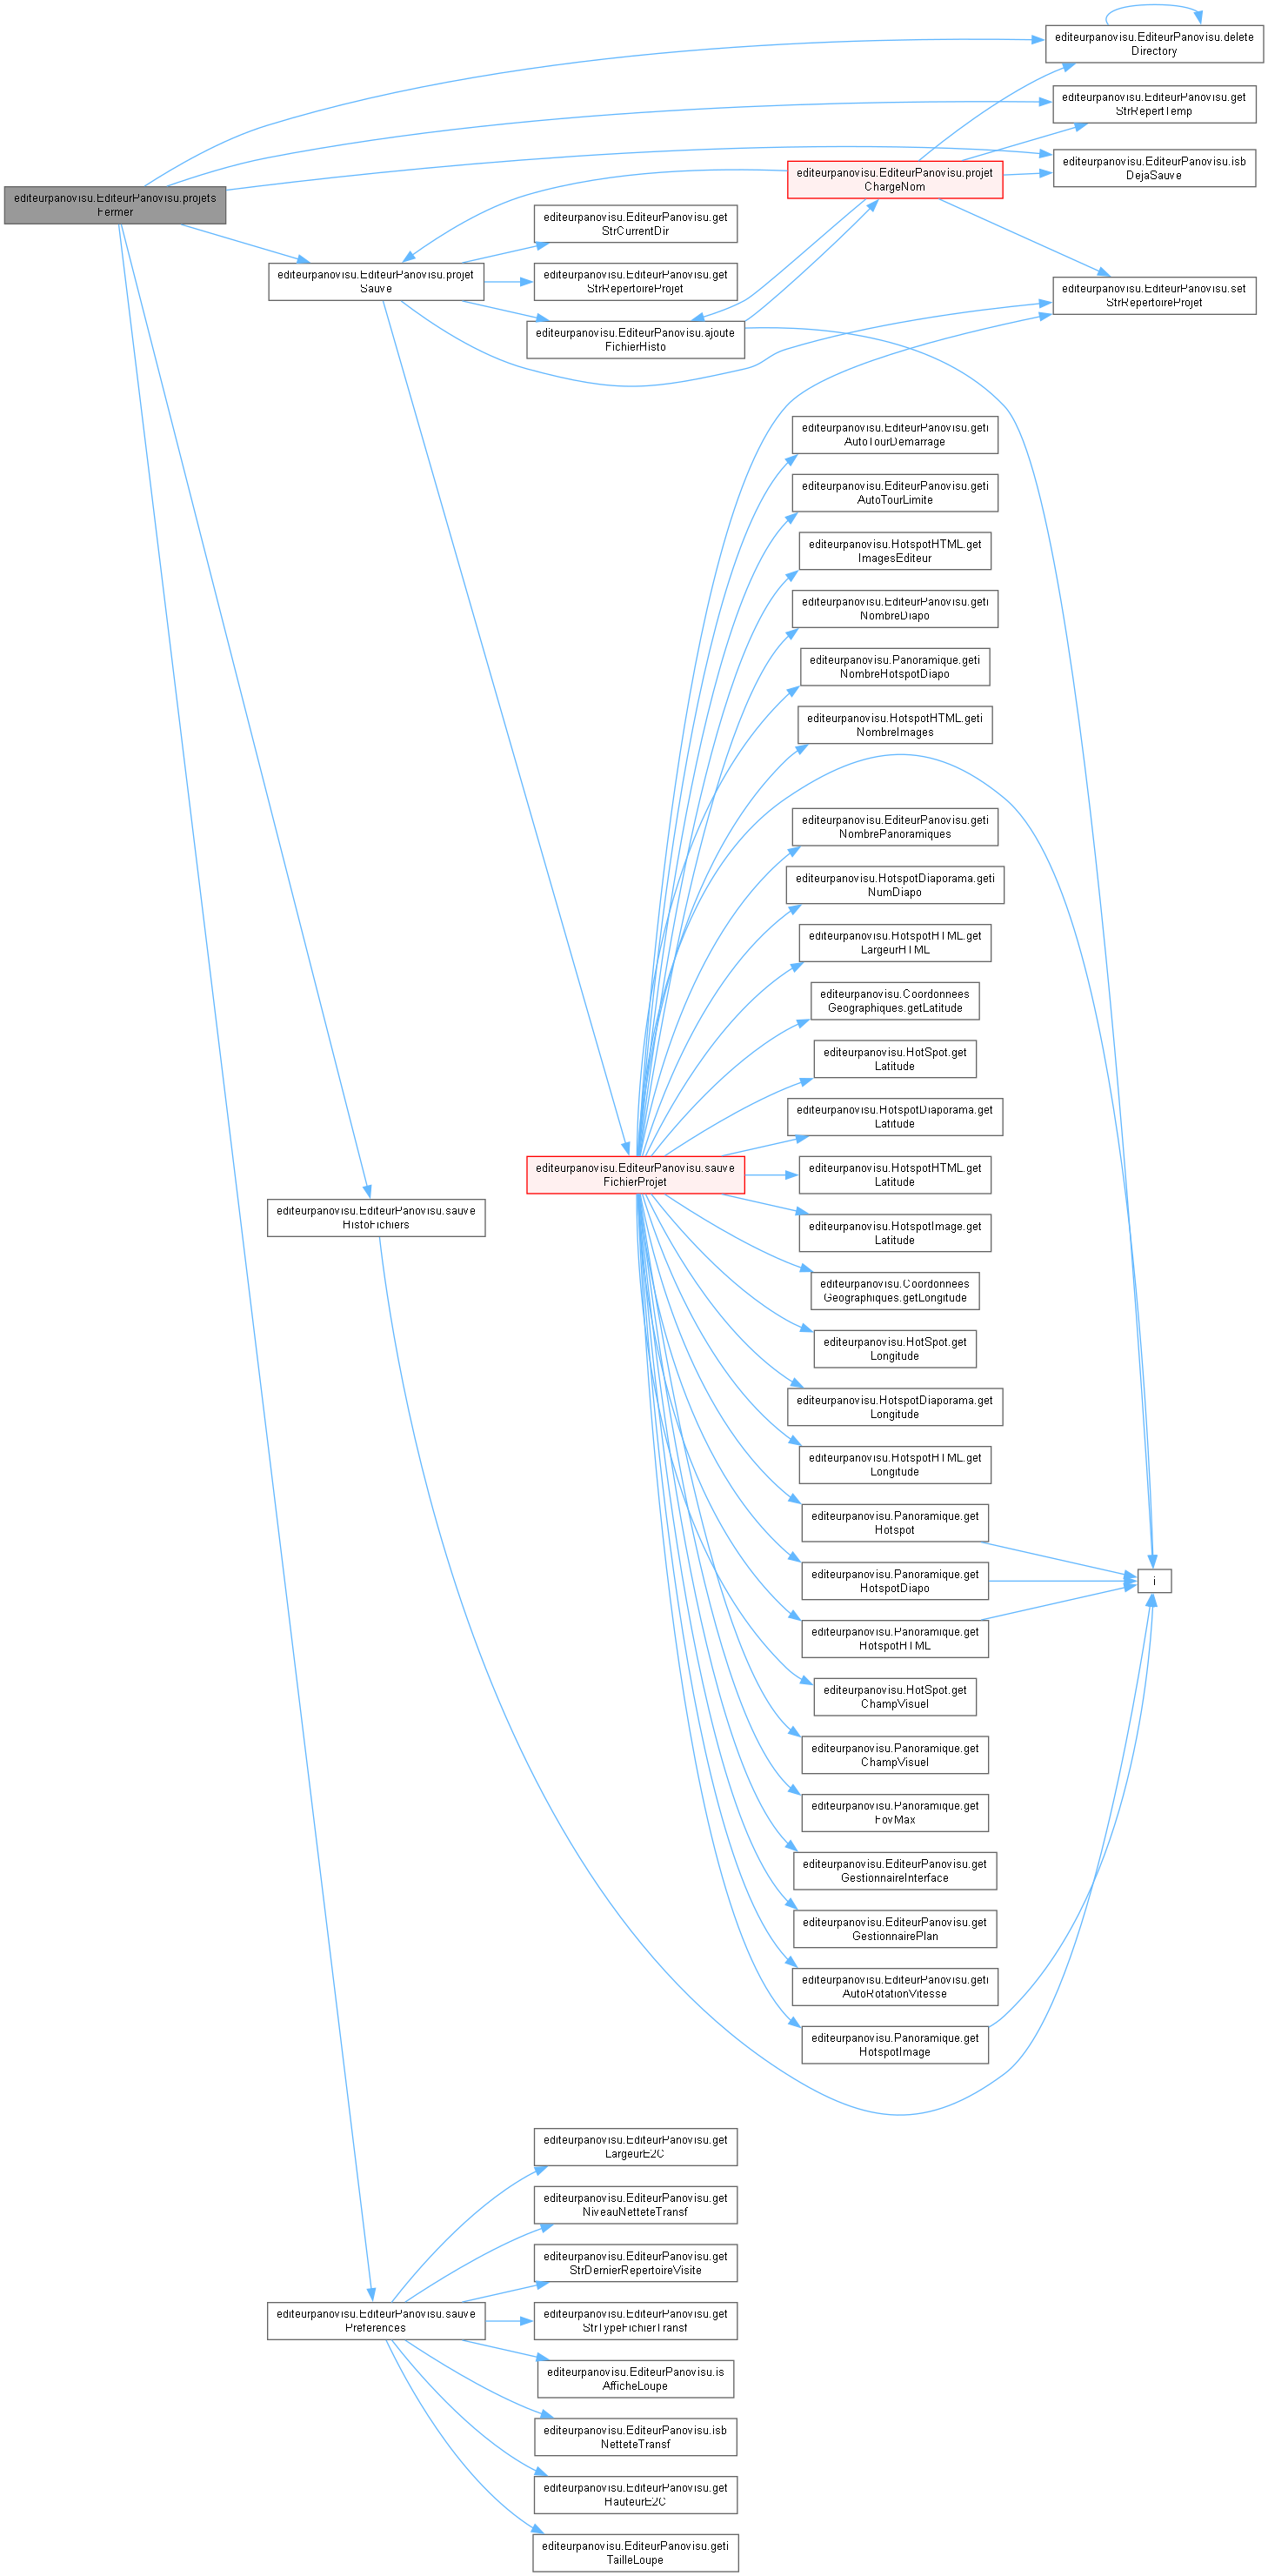 editeurpanovisu.EditeurPanovisu.delete
Directory
editeurpanovisu.EditeurPanovisu.get
StrRepertTemp
editeurpanovisu.EditeurPanovisu.isb
DejaSauve
editeurpanovisu.EditeurPanovisu.projet
ChargeNom
editeurpanovisu.EditeurPanovisu.projets
Fermer
editeurpanovisu.EditeurPanovisu.get
StrCurrentDir
editeurpanovisu.EditeurPanovisu.projet
Sauve
editeurpanovisu.EditeurPanovisu.get
StrRepertoireProjet
editeurpanovisu.EditeurPanovisu.set
StrRepertoireProjet
editeurpanovisu.EditeurPanovisu.ajoute
FichierHisto
editeurpanovisu.EditeurPanovisu.geti
AutoTourDemarrage
editeurpanovisu.EditeurPanovisu.geti
AutoTourLimite
editeurpanovisu.HotspotHTML.get
ImagesEditeur
editeurpanovisu.EditeurPanovisu.geti
NombreDiapo
editeurpanovisu.Panoramique.geti
NombreHotspotDiapo
editeurpanovisu.HotspotHTML.geti
NombreImages
editeurpanovisu.EditeurPanovisu.geti
NombrePanoramiques
editeurpanovisu.HotspotDiaporama.geti
NumDiapo
editeurpanovisu.HotspotHTML.get
LargeurHTML
editeurpanovisu.Coordonnees
Geographiques.getLatitude
editeurpanovisu.HotSpot.get
Latitude
editeurpanovisu.HotspotDiaporama.get
Latitude
editeurpanovisu.EditeurPanovisu.sauve
FichierProjet
editeurpanovisu.HotspotHTML.get
Latitude
editeurpanovisu.EditeurPanovisu.sauve
HistoFichiers
editeurpanovisu.HotspotImage.get
Latitude
editeurpanovisu.Coordonnees
Geographiques.getLongitude
editeurpanovisu.HotSpot.get
Longitude
editeurpanovisu.HotspotDiaporama.get
Longitude
editeurpanovisu.HotspotHTML.get
Longitude
editeurpanovisu.Panoramique.get
Hotspot
editeurpanovisu.Panoramique.get
HotspotDiapo
i
editeurpanovisu.Panoramique.get
HotspotHTML
editeurpanovisu.HotSpot.get
ChampVisuel
editeurpanovisu.Panoramique.get
ChampVisuel
editeurpanovisu.Panoramique.get
FovMax
editeurpanovisu.EditeurPanovisu.get
GestionnaireInterface
editeurpanovisu.EditeurPanovisu.get
GestionnairePlan
editeurpanovisu.EditeurPanovisu.geti
AutoRotationVitesse
editeurpanovisu.Panoramique.get
HotspotImage
editeurpanovisu.EditeurPanovisu.get
LargeurE2C
editeurpanovisu.EditeurPanovisu.get
NiveauNetteteTransf
editeurpanovisu.EditeurPanovisu.get
StrDernierRepertoireVisite
editeurpanovisu.EditeurPanovisu.sauve
Preferences
editeurpanovisu.EditeurPanovisu.get
StrTypeFichierTransf
editeurpanovisu.EditeurPanovisu.is
AfficheLoupe
editeurpanovisu.EditeurPanovisu.isb
NetteteTransf
editeurpanovisu.EditeurPanovisu.get
HauteurE2C
editeurpanovisu.EditeurPanovisu.geti
TailleLoupe